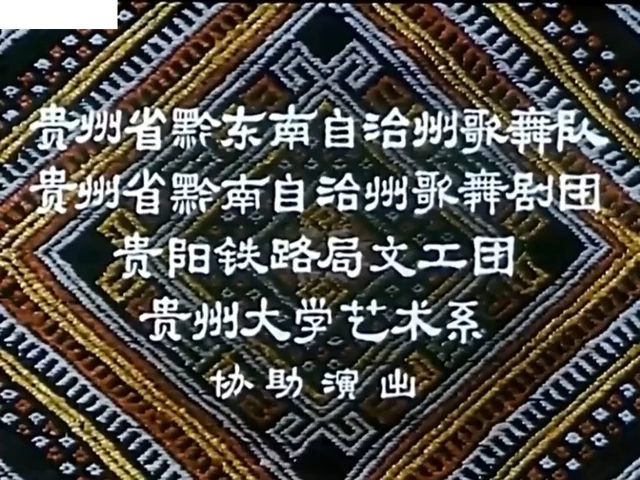 贵州省黔东南自治州歌舞队
贵州省黔南自治州歌舞剧团
贵阳铁路局文工团
贵州大学艺术系
协助演出